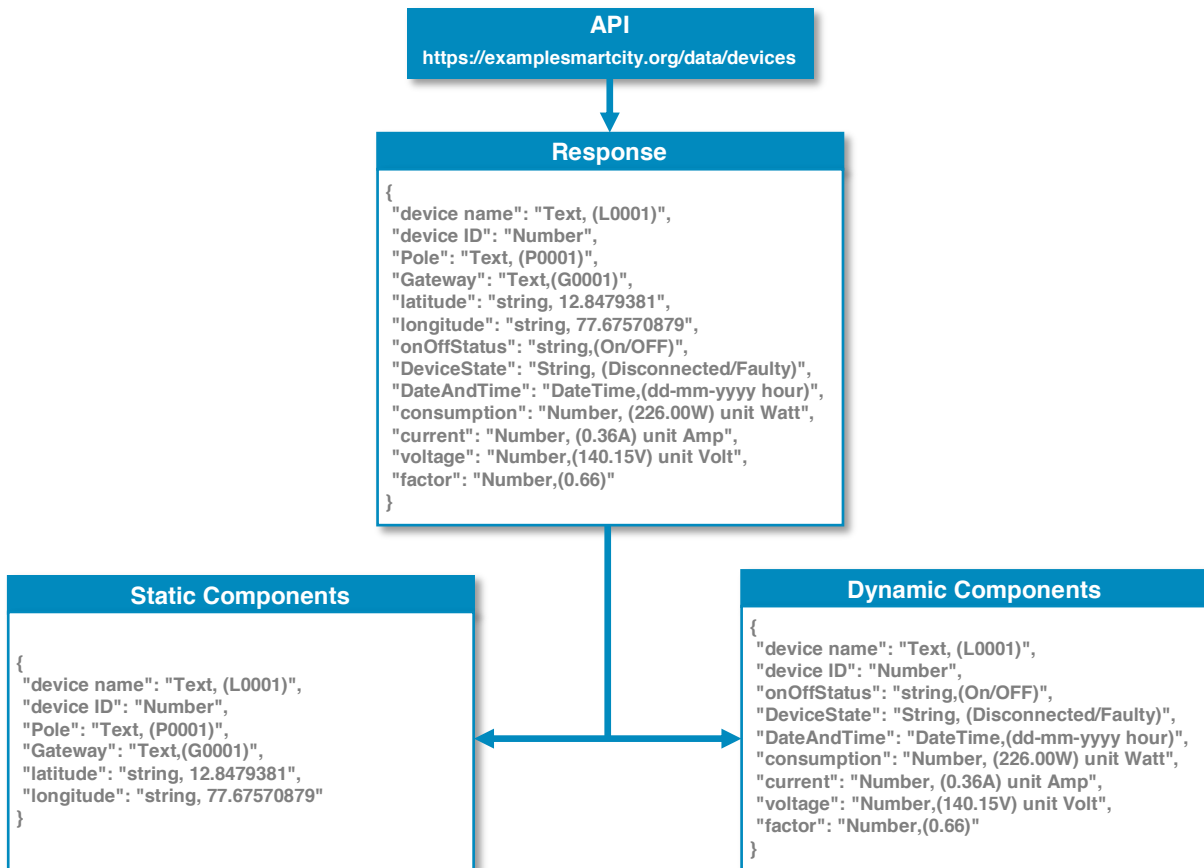 API
https://examplesmartcity.org/data/devices
Response
{
"device name": "Text, (L0001)",
"device ID": "Number",
"Pole": "Text, (P0001)",
"Gateway": "Text,(G0001)",
"latitude": "string, 12.8479381",
"longitude": "string, 77.67570879",
"onOffStatus": "string,(On/OFF)",
"DeviceState": "String, (Disconnected/Faulty)",
"DateAndTime": "DateTime,(dd-mm-yyyy hour)",
"consumption": "Number, (226.00W) unit Watt",
"current": "Number, (0.36A) unit Amp",
"voltage": "Number,(140.15V) unit Volt",
"factor": "Number,(0.66)"
}
Static Components
{
"device name": "Text, (L0001)",
"device ID": "Number",
"Pole": "Text, (P0001)",
"Gateway": "Text,(G0001)",
"latitude": "string, 12.8479381",
"longitude": "string, 77.67570879"
}
Dynamic Components
{
"device name": "Text, (L0001)",
"device ID": "Number",
"onOffStatus": "string,(On/OFF)",
"DeviceState": "String, (Disconnected/Faulty)",
"DateAndTime": "DateTime,(dd-mm-yyyy hour)",
"consumption": "Number, (226.00W) unit Watt",
"current": "Number, (0.36A) unit Amp",
"voltage": "Number,(140.15V) unit Volt",
"factor": "Number,(0.66)"
}